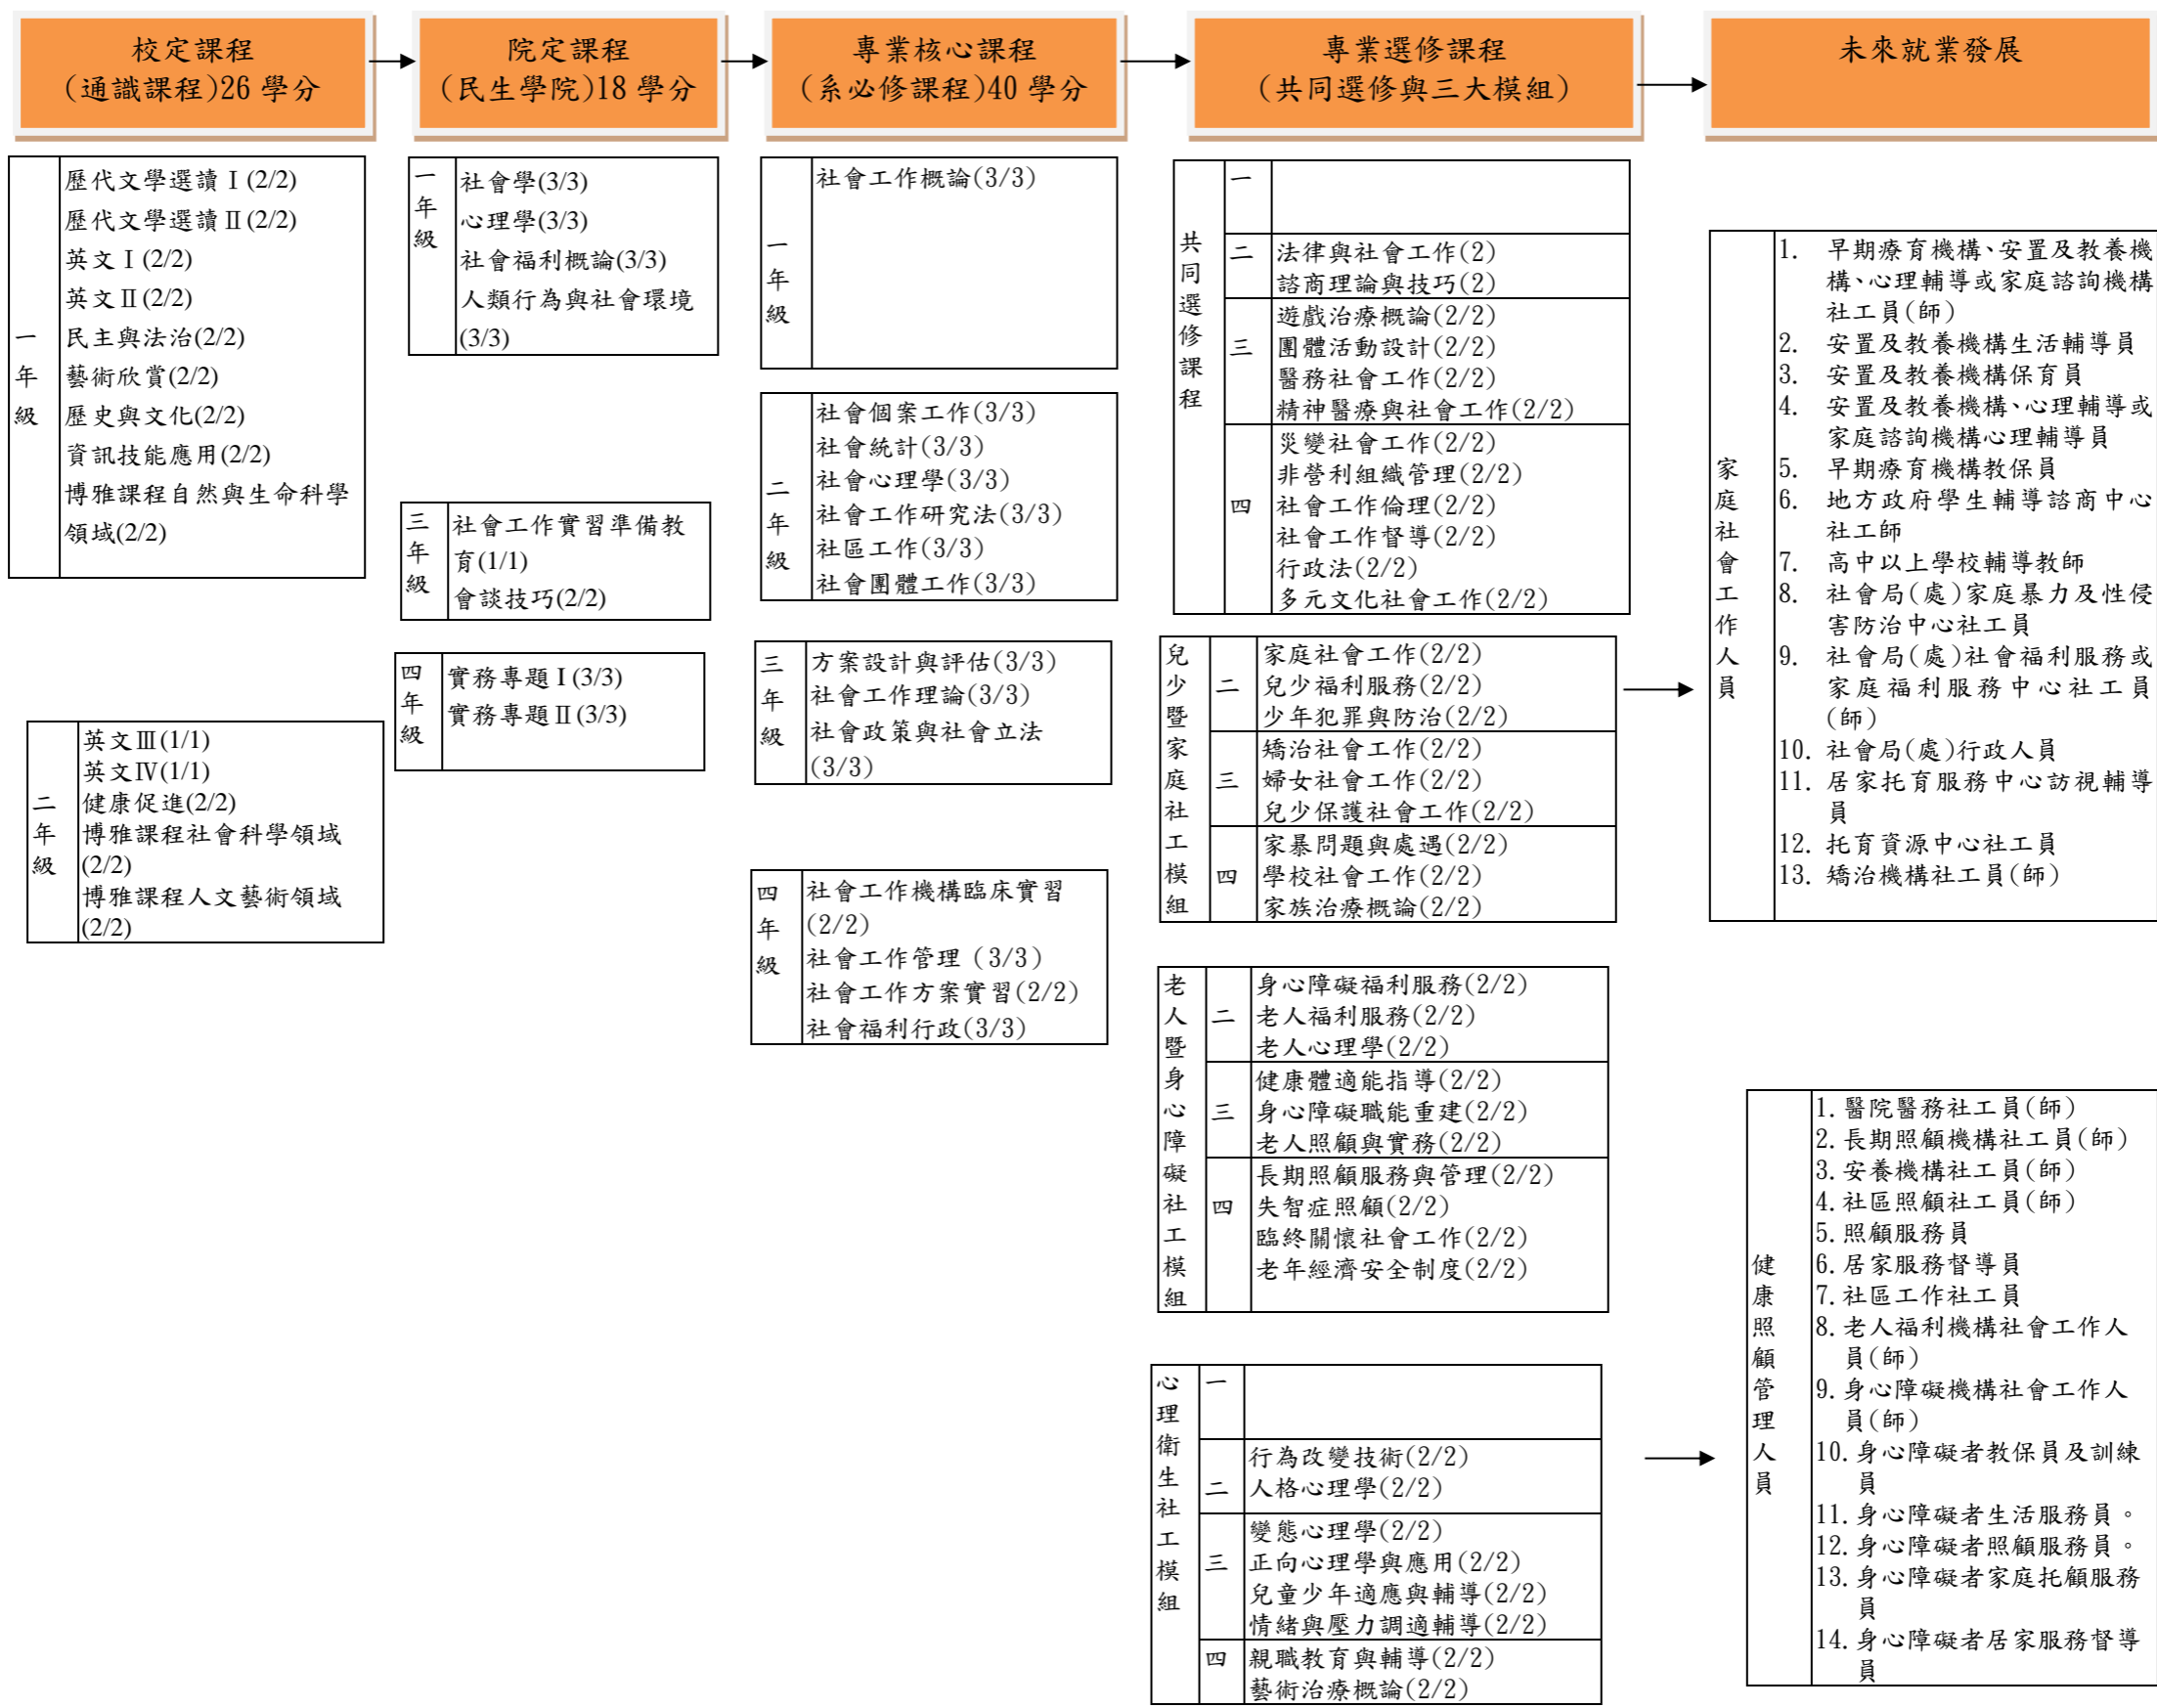 校定課程
(通識課程)26 學分
院定課程
(民生學院)18 學分
專業核心課程
(系必修課程)40 學分
專業選修課程
(共同選修與三大模組)
未來就業發展
一年級
歷代文學選讀Ⅰ(2/2)
歷代文學選讀Ⅱ(2/2)
英文Ⅰ(2/2)
英文Ⅱ(2/2)
民主與法治(2/2)
藝術欣賞(2/2)
歷史與文化(2/2)
資訊技能應用(2/2)
博雅課程自然與生命科學
領域(2/2)
二年級
英文Ⅲ(1/1)
英文Ⅳ(1/1)
健康促進(2/2)
博雅課程社會科學領域
(2/2)
博雅課程人文藝術領域
(2/2)
一年級
社會學(3/3)
心理學(3/3)
社會福利概論(3/3)
人類行為與社會環境
(3/3)
三年級
社會工作實習準備教
育(1/1)
會談技巧(2/2)
四年級
實務專題Ⅰ(3/3)
實務專題Ⅱ(3/3)
一年級
社會工作概論(3/3)
二年級
社會個案工作(3/3)
社會統計(3/3)
社會心理學(3/3)
社會工作研究法(3/3)
社區工作(3/3)
社會團體工作(3/3)
三年級
方案設計與評估(3/3)
社會工作理論(3/3)
社會政策與社會立法
(3/3)
四年級
社會工作機構臨床實習
(2/2)
社會工作管理 (3/3)
社會工作方案實習(2/2)
社會福利行政(3/3)
共同選修課程
一
二
法律與社會工作(2)
諮商理論與技巧(2)
三
遊戲治療概論(2/2)
團體活動設計(2/2)
醫務社會工作(2/2)
精神醫療與社會工作(2/2)
四
災變社會工作(2/2)
非營利組織管理(2/2)
社會工作倫理(2/2)
社會工作督導(2/2)
行政法(2/2)
多元文化社會工作(2/2)
兒少暨家庭社工模組
二
家庭社會工作(2/2)
兒少福利服務(2/2)
少年犯罪與防治(2/2)
三
矯治社會工作(2/2)
婦女社會工作(2/2)
兒少保護社會工作(2/2)
四
家暴問題與處遇(2/2)
學校社會工作(2/2)
家族治療概論(2/2)
老人暨身心障礙社工模組
二
身心障礙福利服務(2/2)
老人福利服務(2/2)
老人心理學(2/2)
三
健康體適能指導(2/2)
身心障礙職能重建(2/2)
老人照顧與實務(2/2)
四
長期照顧服務與管理(2/2)
失智症照顧(2/2)
臨終關懷社會工作(2/2)
老年經濟安全制度(2/2)
心理衛生社工模組
一
二
行為改變技術(2/2)
人格心理學(2/2)
三
變態心理學(2/2)
正向心理學與應用(2/2)
兒童少年適應與輔導(2/2)
情緒與壓力調適輔導(2/2)
四
親職教育與輔導(2/2)
藝術治療概論(2/2)
家庭社會工作人員
1. 早期療育機構、安置及教養機
構、心理輔導或家庭諮詢機構
社工員(師)
2. 安置及教養機構生活輔導員
3. 安置及教養機構保育員
4. 安置及教養機構、心理輔導或
家庭諮詢機構心理輔導員
5. 早期療育機構教保員
6. 地方政府學生輔導諮商中心
社工師
7. 高中以上學校輔導教師
8. 社會局(處)家庭暴力及性侵
害防治中心社工員
9. 社會局(處)社會福利服務或
家庭福利服務中心社工員
(師)
10. 社會局(處)行政人員
11. 居家托育服務中心訪視輔導
員
12. 托育資源中心社工員
13. 矯治機構社工員(師)
健康照顧管理人員
1. 醫院醫務社工員(師)
2. 長期照顧機構社工員(師)
3. 安養機構社工員(師)
4. 社區照顧社工員(師)
5. 照顧服務員
6. 居家服務督導員
7. 社區工作社工員
8. 老人福利機構社會工作人
員(師)
9. 身心障礙機構社會工作人
員(師)
10. 身心障礙者教保員及訓練
員
11. 身心障礙者生活服務員。
12. 身心障礙者照顧服務員。
13. 身心障礙者家庭托顧服務
員
14. 身心障礙者居家服務督導
員